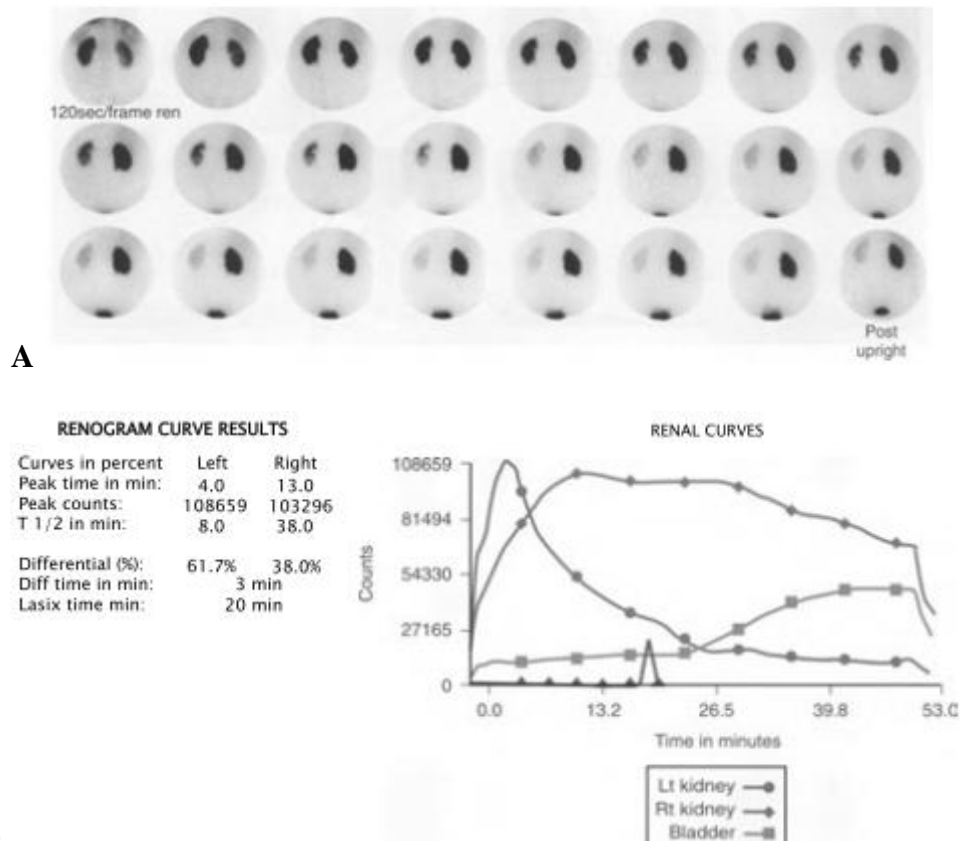 120sec/frame ren
Post
upright
A
RENOGRAM CURVE RESULTS
Curves in percent Left Right
Peak time in min: 4.0 13.0
Peak counts: 108659 103296
T 1/2 in min: 8.0 38.0
Differential (%): 61.7% 38.0%
Diff time in min: 3 min
Lasix time min: 20 min
RENAL CURVES
108659
81494
54330
27165
0
Counts
0.0 13.2 26.5 39.8 53.0
Time in minutes
Lt kidney
Rt kidney
Bladder